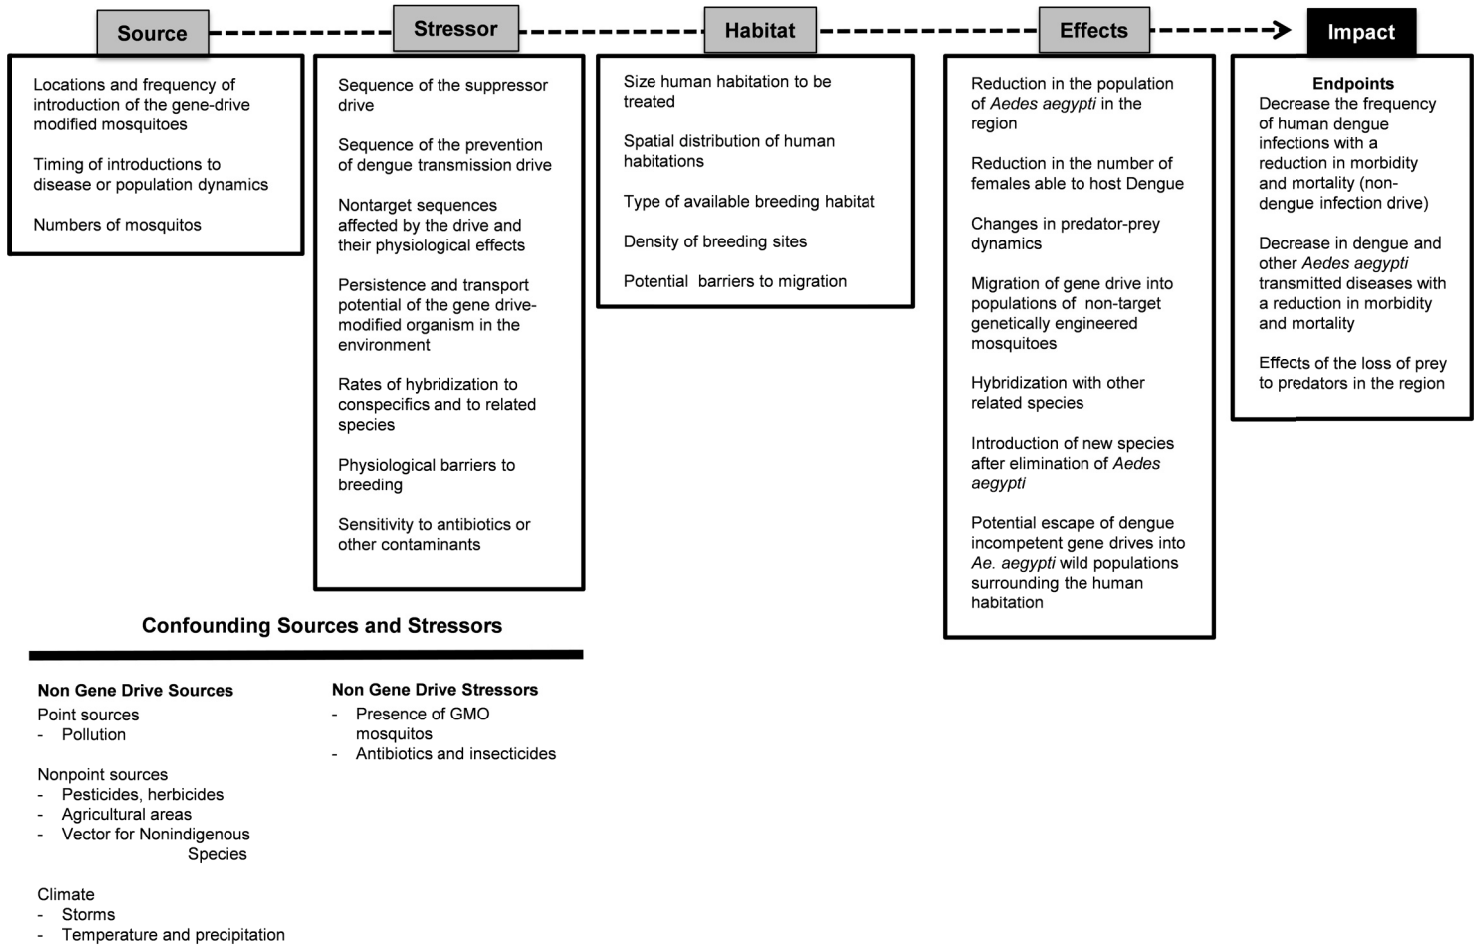 Source
Stressor
Habitat
Effects
Impact
Locations and frequency of
introduction of the gene-drive
modified mosquitoes
Timing of introductions to
disease or population dynamics
Numbers of mosquitos
Sequence of the suppressor
drive
Sequence of the prevention
of dengue transmission drive
Nontarget sequences
affected by the drive and
their physiological effects
Persistence and transport
potential of the gene drive-
modified organism in the
environment
Rates of hybridization to
conspecifics and to related
species
Physiological barriers to
breeding
Sensitivity to antibiotics or
other contaminants
Size human habitation to be
treated
Spatial distribution of human
habitations
Type of available breeding habitat
Density of breeding sites
Potential barriers to migration
Reduction in the population
of Aedes aegypti in the
region
Reduction in the number of
females able to host Dengue
Changes in predator-prey
dynamics
Migration of gene drive into
populations of non-target
genetically engineered
mosquitoes
Hybridization with other
related species
Introduction of new species
after elimination of Aedes
aegypti
Potential escape of dengue
incompetent gene drives into
Ae. aegypti wild populations
surrounding the human
habitation
Endpoints
Decrease the frequency
of human dengue
infections with a
reduction in morbidity
and mortality (non-
dengue infection drive)
Decrease in dengue and
other Aedes aegypti
transmitted diseases with
a reduction in morbidity
and mortality
Effects of the loss of prey
to predators in the region
Confounding Sources and Stressors
Non Gene Drive Sources
Point sources
- Pollution
Nonpoint sources
- Pesticides, herbicides
- Agricultural areas
- Vector for Nonindigenous
Species
Climate
- Storms
- Temperature and precipitation
Non Gene Drive Stressors
- Presence of GMO
mosquitos
- Antibiotics and insecticides